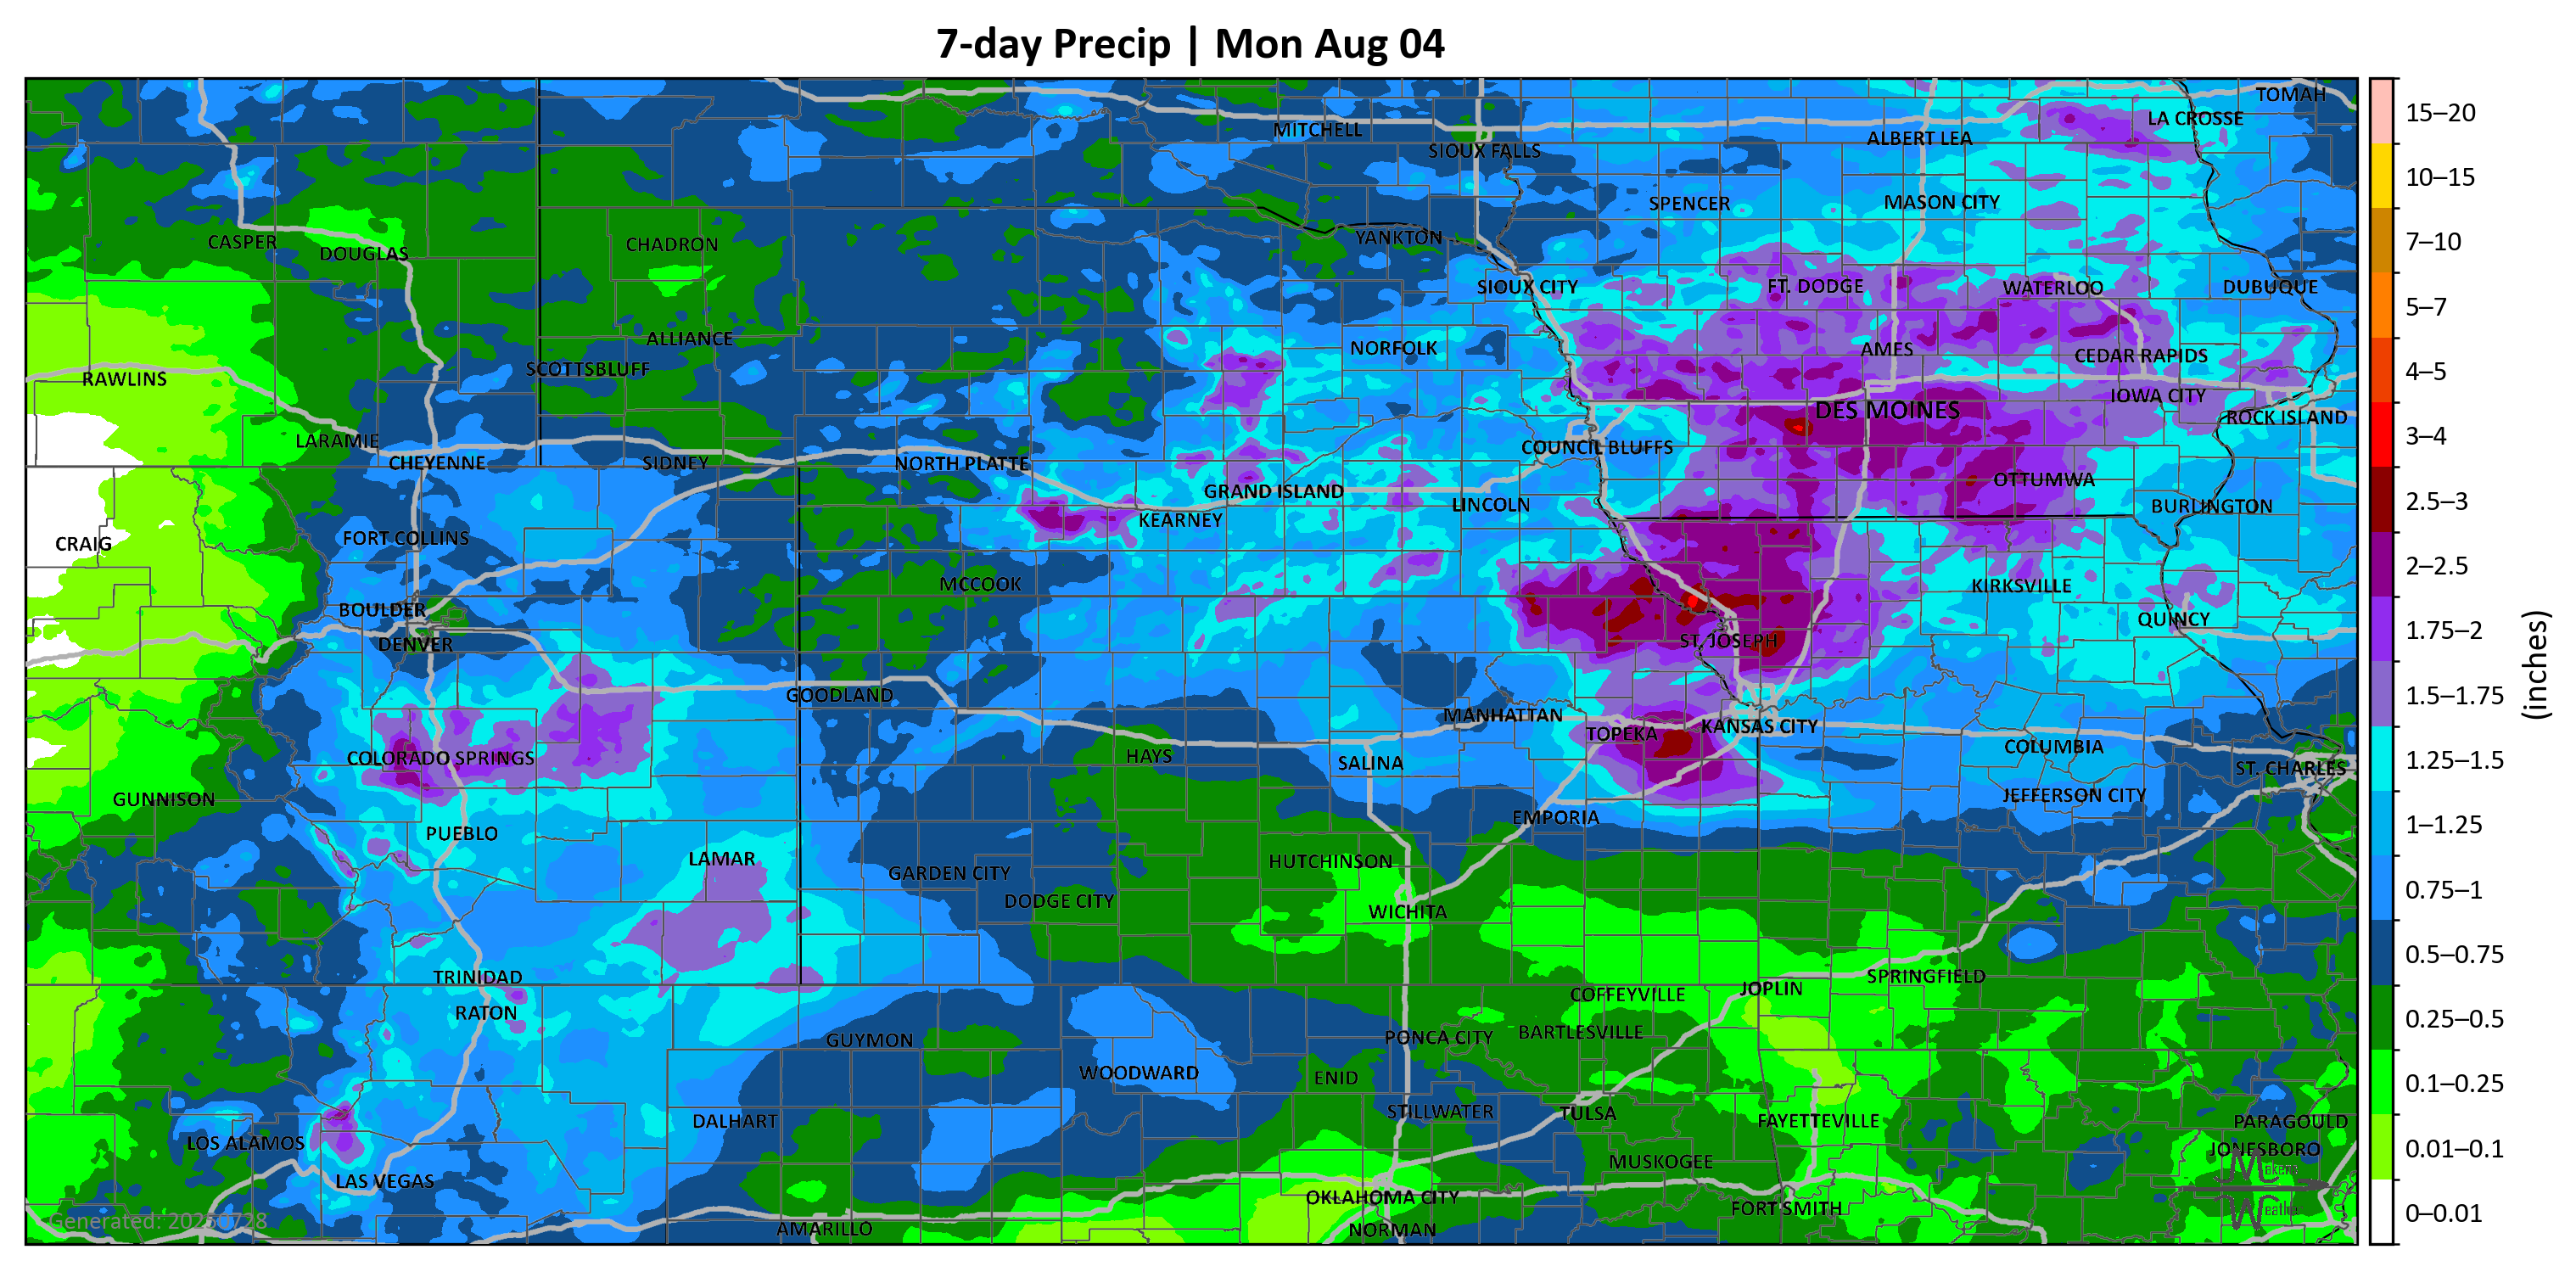 7-day Precip | Mon Aug 04
TOMAH
LA CROSSE
MITCHELL
ALBERT LEA
SIOUX FALLS
SPENCER
MASON CITY
CASPER
DOUGLAS
CHADRON
YANKTON
SIOUX CITY
FT. DODGE
WATERLOO
DUBUQUE
ALLIANCE
NORFOLK
AMES
CEDAR RAPIDS
SCOTTSBLUFF
RAWLINS
IOWA CITY
DES MOINES
ROCK ISLAND
LARAMIE
COUNCIL BLUFFS
CHEYENNE
SIDNEY
NORTH PLATTE
OTTUMWA
GRAND ISLAND
LINCOLN
BURLINGTON
KEARNEY
CRAIG
FORT COLLINS
MCCOOK
KIRKSVILLE
BOULDER
QUINCY
DENVER
ST. JOSEPH
GOODLAND
MANHATTAN
KANSAS CITY
TOPEKA
COLUMBIA
COLORADO SPRINGS
HAYS
SALINA
ST. CHARLES
GUNNISON
JEFFERSON CITY
EMPORIA
PUEBLO
LAMAR
HUTCHINSON
GARDEN CITY
DODGE CITY
WICHITA
TRINIDAD
SPRINGFIELD
JOPLIN
COFFEYVILLE
RATON
BARTLESVILLE
PONCA CITY
GUYMON
WOODWARD
ENID
STILLWATER
TULSA
DALHART
FAYETTEVILLE
PARAGOULD
LOS ALAMOS
JONESBORO
MUSKOGEE
LAS VEGAS
OKLAHOMA CITY
FORT SMITH
AMARILLO
NORMAN
Generated: 20250728
Makens
Weather
15–20
10–15
7–10
5–7
4–5
3–4
2.5–3
2–2.5
1.75–2
1.5–1.75
1.25–1.5
1–1.25
0.75–1
0.5–0.75
0.25–0.5
0.1–0.25
0.01–0.1
0–0.01
(inches)